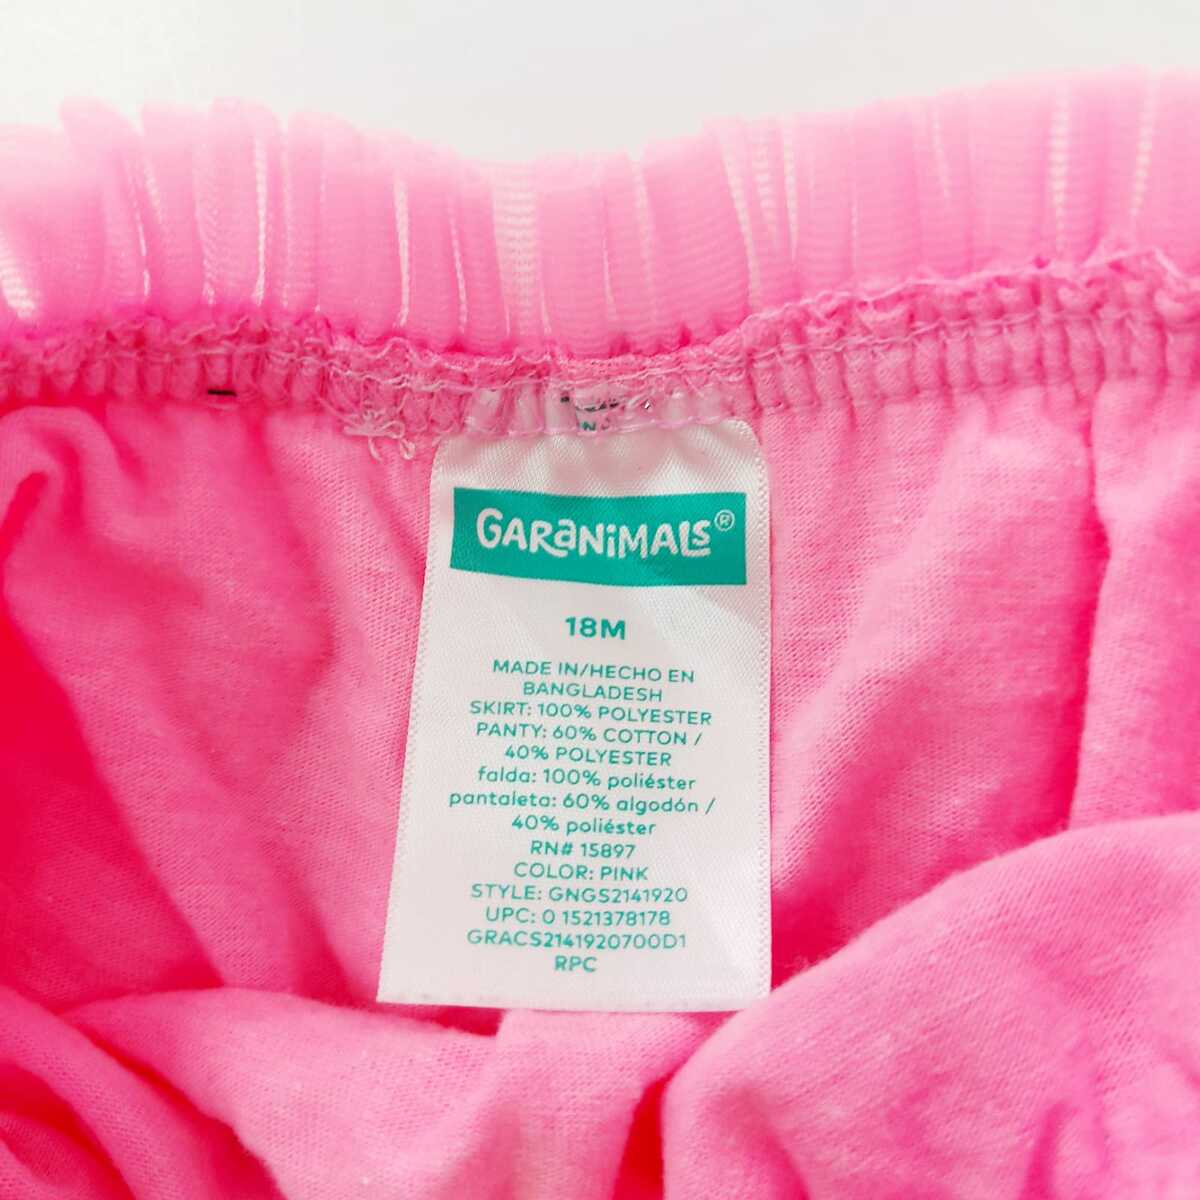 GARANIMALS®
18M
MADE IN/HECHO EN
BANGLADESH
SKIRT: 100% POLYESTER
PANTY: 60% COTTON /
40% POLYESTER
falda: 100% poliéster
pantaleta: 60% algodón /
40% poliéster
RN# 15897
COLOR: PINK
STYLE: GNGS2141920
UPC: 0 1521378178
GRACS2141920700D1
RPC